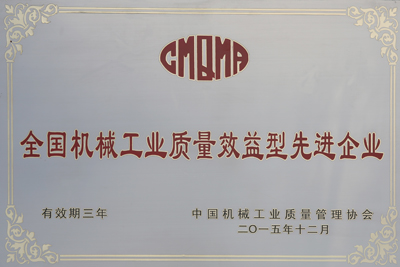 CMQMA
全国机械工业质量效益型先进企业
有效期三年
中国机械工业质量管理协会
二〇一五年十二月